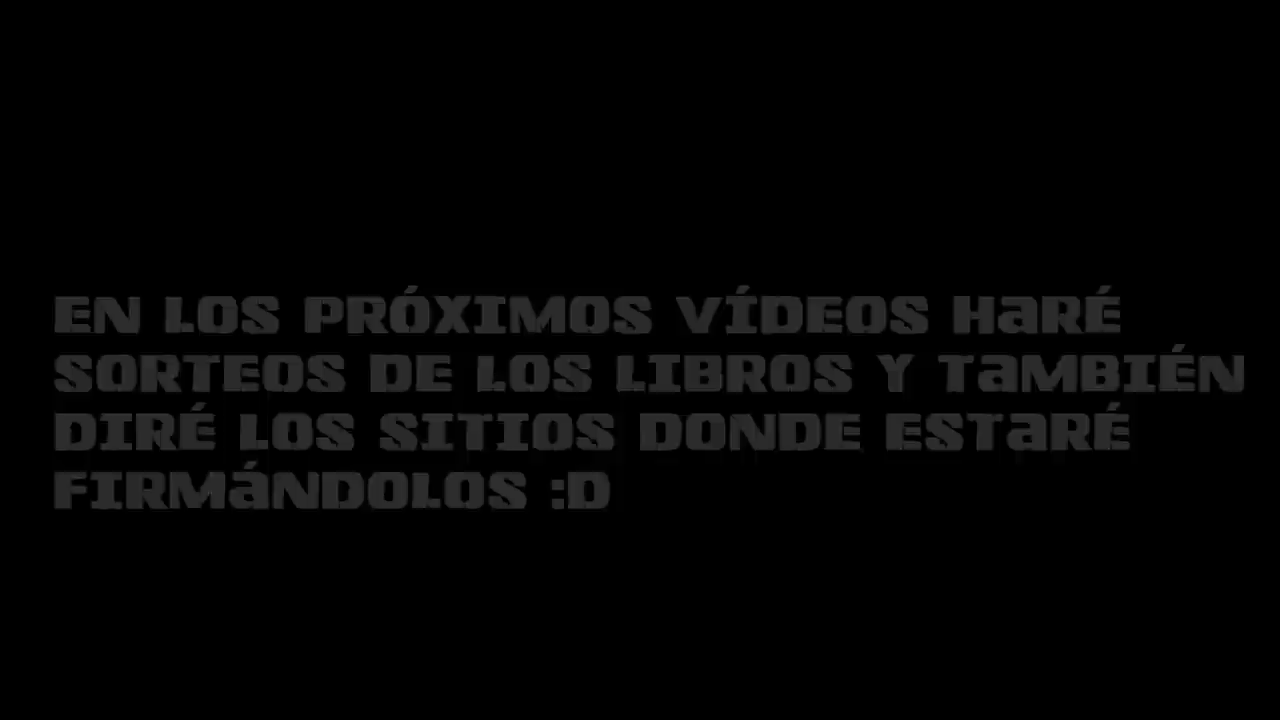 EN LOS PRÓXIMOS VÍDEOS HARÉ
SORTEOS DE LOS LIBROS Y TAMBIÉN
DIRÉ LOS SITIOS DONDE ESTARÉ
FIRMÁNDOLOS :D